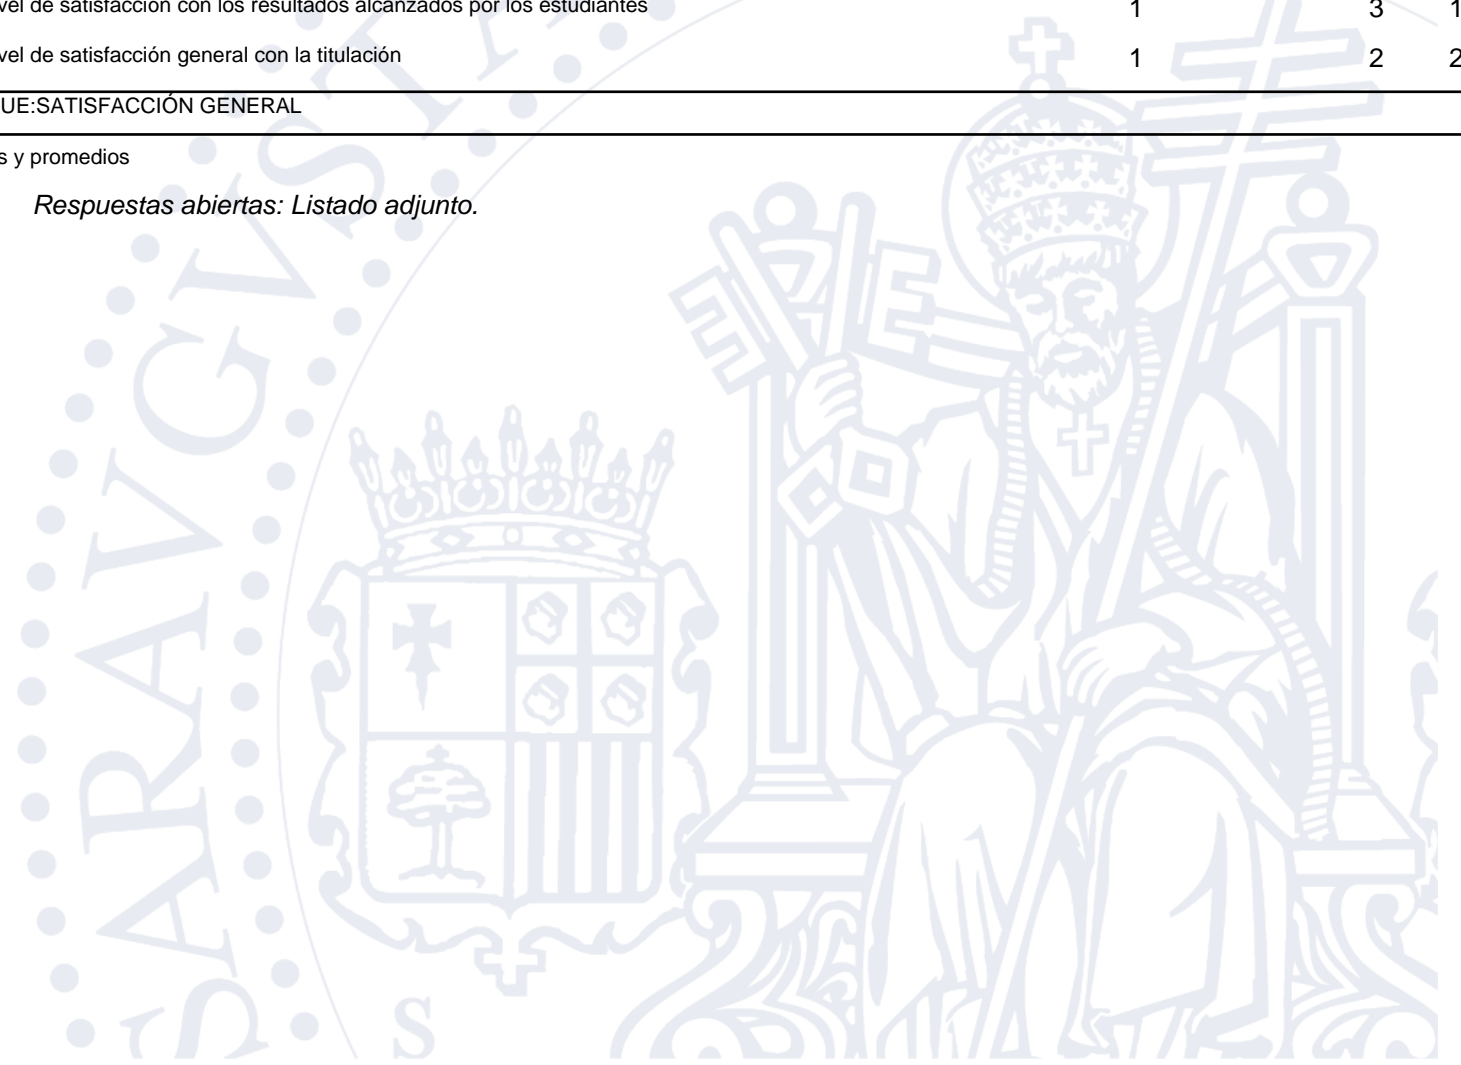 vel de satisfacción con los resultados alcanzados por los estudiantes 1 3 1
vel de satisfacción general con la titulación 1 2 2
UE:SATISFACCIÓN GENERAL
s y promedios
Respuestas abiertas: Listado adjunto.
SARAVGVSTA
S